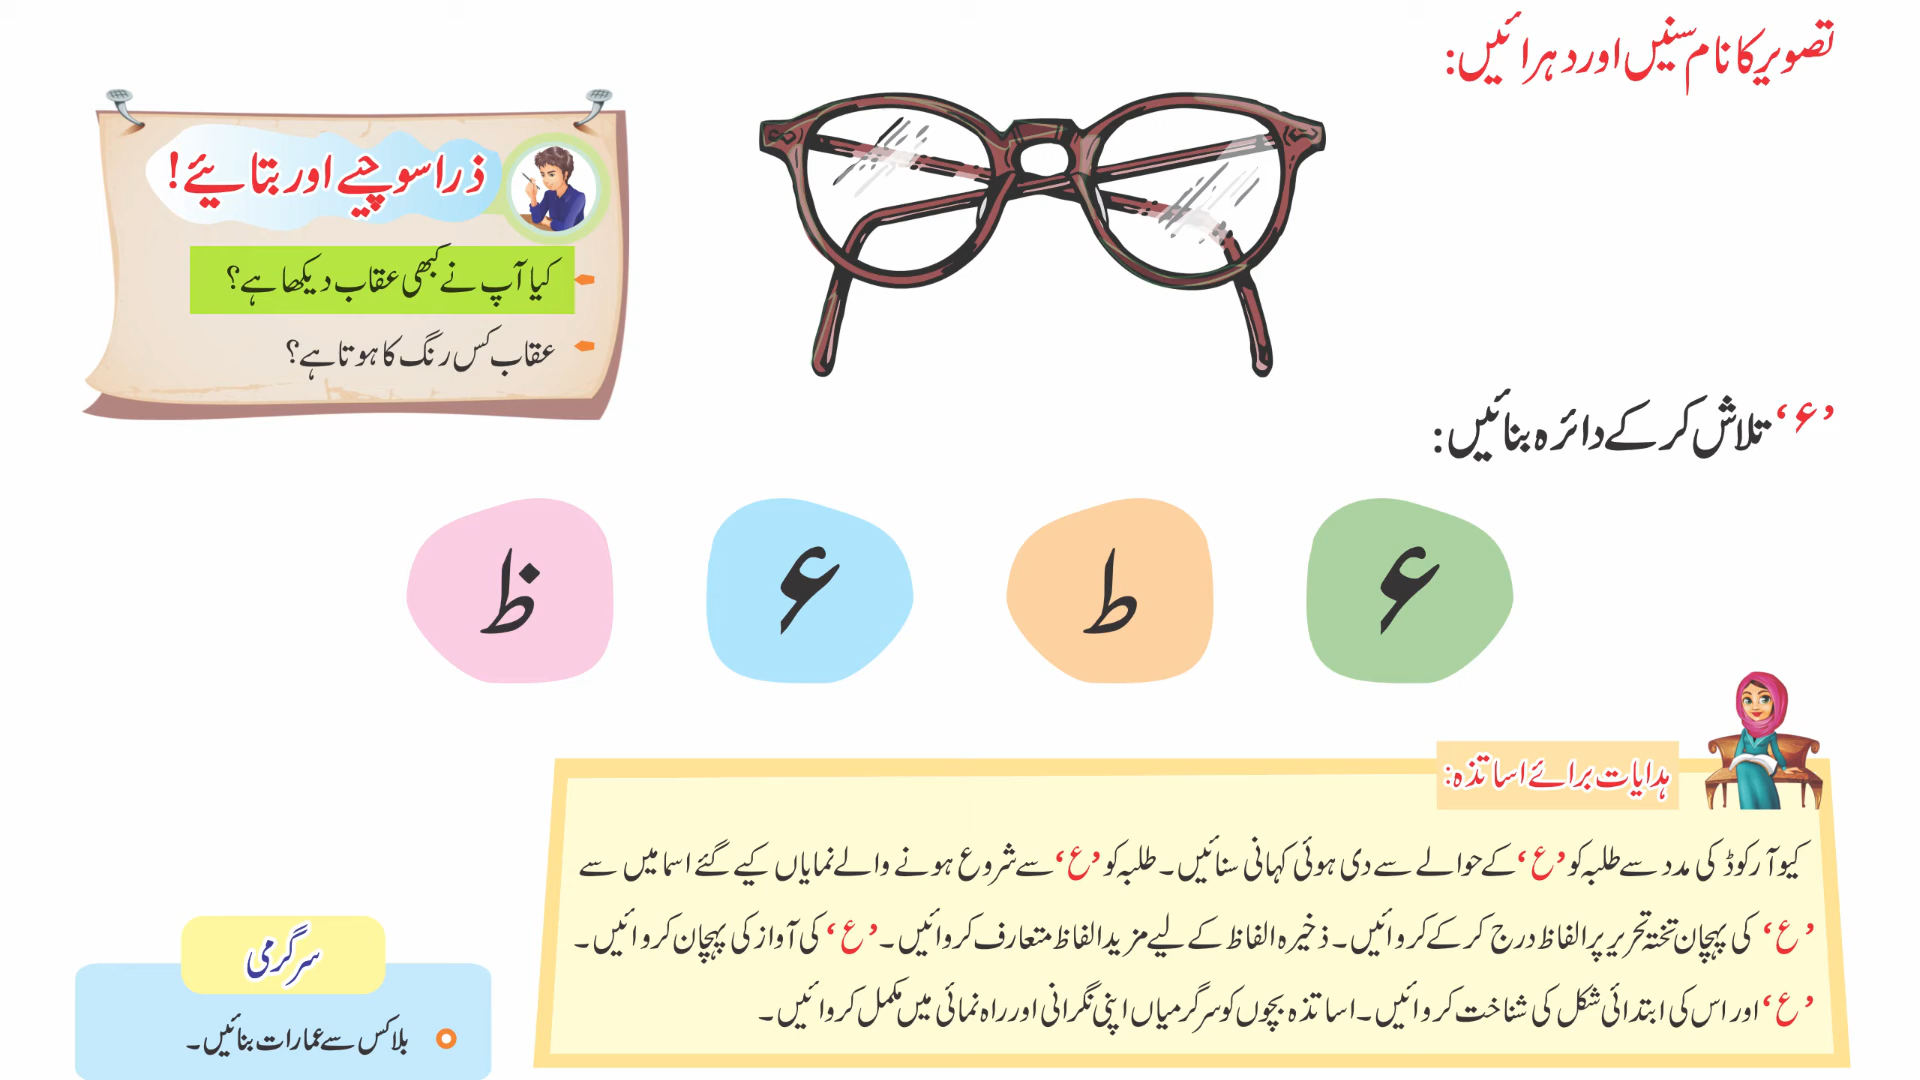 تصویر کا نام سنیں اور دہرائیں:
ذرا سوچیے اور بتایئے!
کیا آپ نے کبھی عقاب دیکھا ہے؟
عقاب کس رنگ کا ہوتا ہے؟
’ع‘ تلاش کر کے دائرہ بنائیں:
ع ط ع ظ
ہدایات برائے اساتذہ:
کیو آر کوڈ کی مدد سے طلبہ کو ’ع‘ کے حوالے سے دی ہوئی کہانی سنائیں۔ طلبہ کو ’ع‘ سے شروع ہونے والے نمایاں کیے گئے اسما میں سے
’ع‘ کی پہچان تختۂ تحریر پر الفاظ درج کر کے کروائیں۔ ذخیرہ الفاظ کے لیے مزید الفاظ متعارف کروائیں۔ ’ع‘ کی آواز کی پہچان کروائیں۔
’ع‘ اور اس کی ابتدائی شکل کی شناخت کروائیں۔ اساتذہ بچوں کو سرگرمیاں اپنی نگرانی اور راہ نمائی میں مکمل کروائیں۔
سرگرمی
بلاکس سے عمارات بنائیں۔